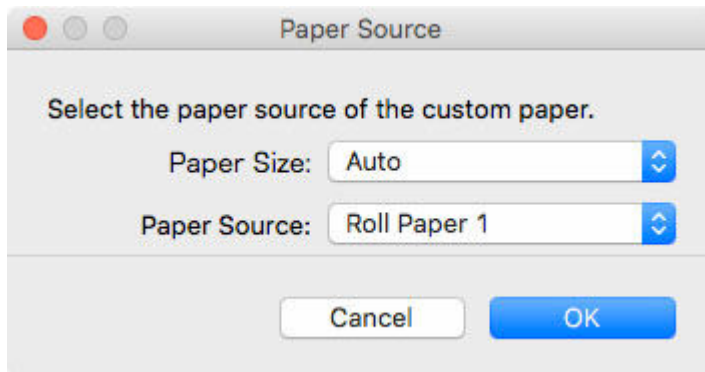 Paper Source
Select the paper source of the custom paper.
Paper Size: Auto
Paper Source: Roll Paper 1
Cancel OK